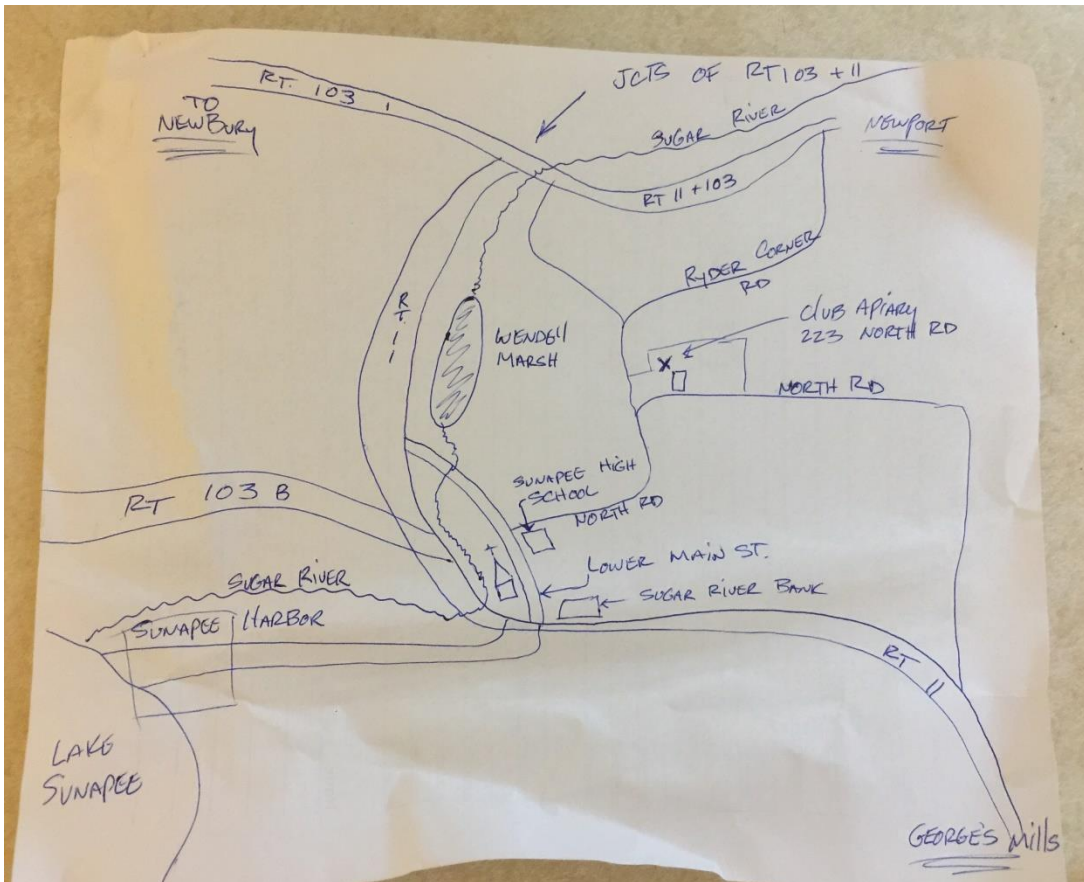 JCTS OF RT 103 + 11
RT. 103
TO
NEWBURY
SUGAR RIVER
NEWPORT
RT 11 + 103
RYDER CORNER
RD
CLUB APIARY
223 NORTH RD
RT. 11
WENDELL
MARSH
X
NORTH RD
SUNAPEE HIGH
SCHOOL
RT 103 B
NORTH RD
LOWER MAIN ST.
SUGAR RIVER
SUGAR RIVER BANK
SUNAPEE HARBOR
RT 11
LAKE
SUNAPEE
GEORGE'S Mills